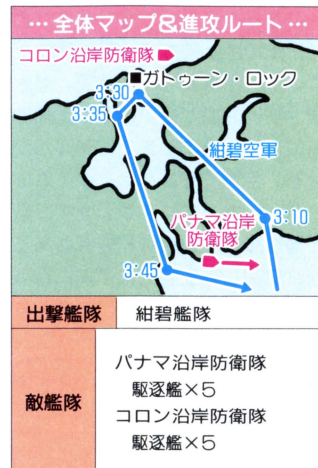 …全体マップ&進攻ルート…
コロン沿岸防衛隊
■ガトゥーン・ロック
3:30
3:35
紺碧空軍
パナマ沿岸
防衛隊
3:10
3:45
出撃艦隊 紺碧艦隊
敵艦隊
パナマ沿岸防衛隊
駆逐艦×5
コロン沿岸防衛隊
駆逐艦×5